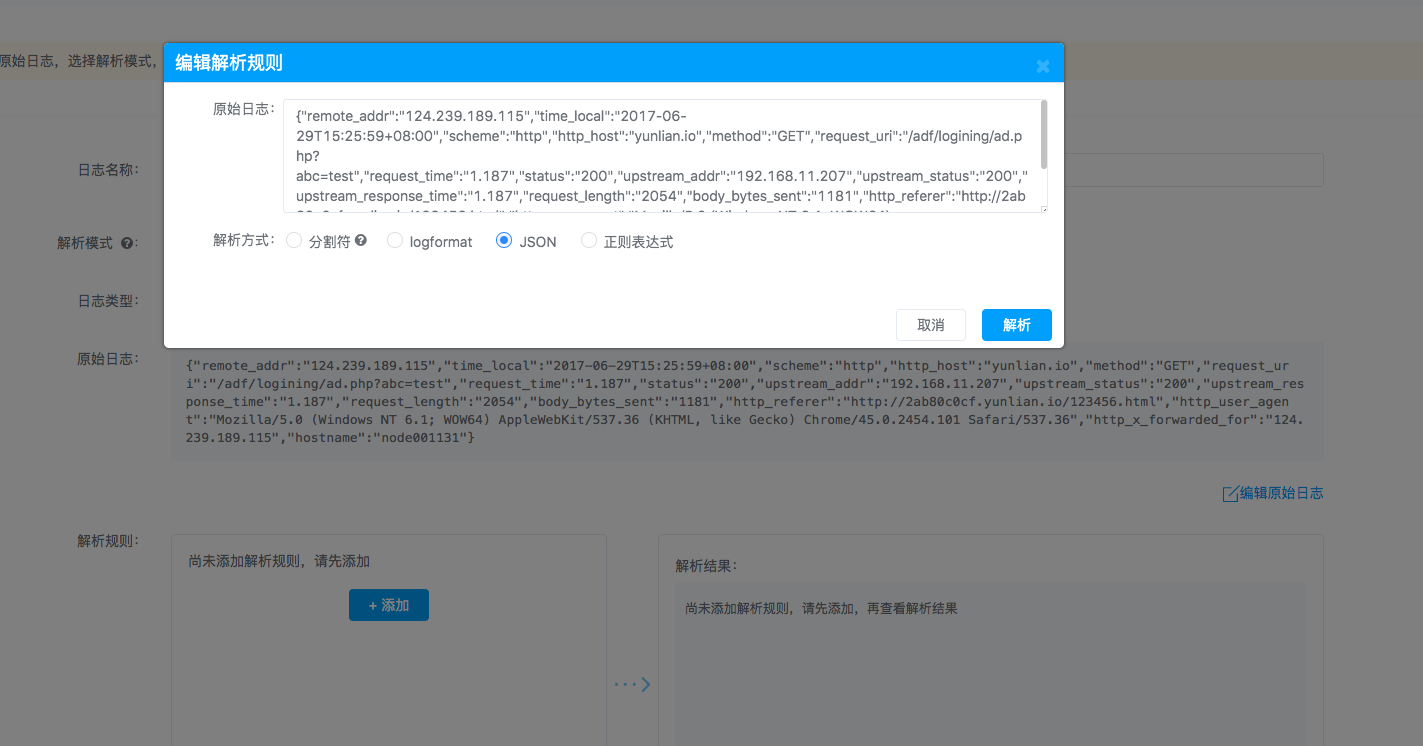 原始日志，选择解析模式，
编辑解析规则
原始日志：
{"remote_addr":"124.239.189.115","time_local":"2017-06-
29T15:25:59+08:00","scheme":"http","http_host":"yunlian.io","method":"GET","request_uri":"/adf/logining/ad.p
hp?
abc=test","request_time":"1.187","status":"200","upstream_addr":"192.168.11.207","upstream_status":"200","
upstream_response_time":"1.187","request_length":"2054","body_bytes_sent":"1181","http_referer":"http://2ab
解析方式：
分割符
logformat
JSON
正则表达式
取消
解析
日志名称：
解析模式 ?：
日志类型：
原始日志：
{"remote_addr":"124.239.189.115","time_local":"2017-06-29T15:25:59+08:00","scheme":"http","http_host":"yunlian.io","method":"GET","request_ur
i":"/adf/logining/ad.php?abc=test","request_time":"1.187","status":"200","upstream_addr":"192.168.11.207","upstream_status":"200","upstream_res
ponse_time":"1.187","request_length":"2054","body_bytes_sent":"1181","http_referer":"http://2ab80c0cf.yunlian.io/123456.html","http_user_agen
t":"Mozilla/5.0 (Windows NT 6.1; WOW64) AppleWebKit/537.36 (KHTML, like Gecko) Chrome/45.0.2454.101 Safari/537.36","http_x_forwarded_for":"124.
239.189.115","hostname":"node001131"}
编辑原始日志
解析规则：
尚未添加解析规则，请先添加
+ 添加
解析结果：
尚未添加解析规则，请先添加，再查看解析结果